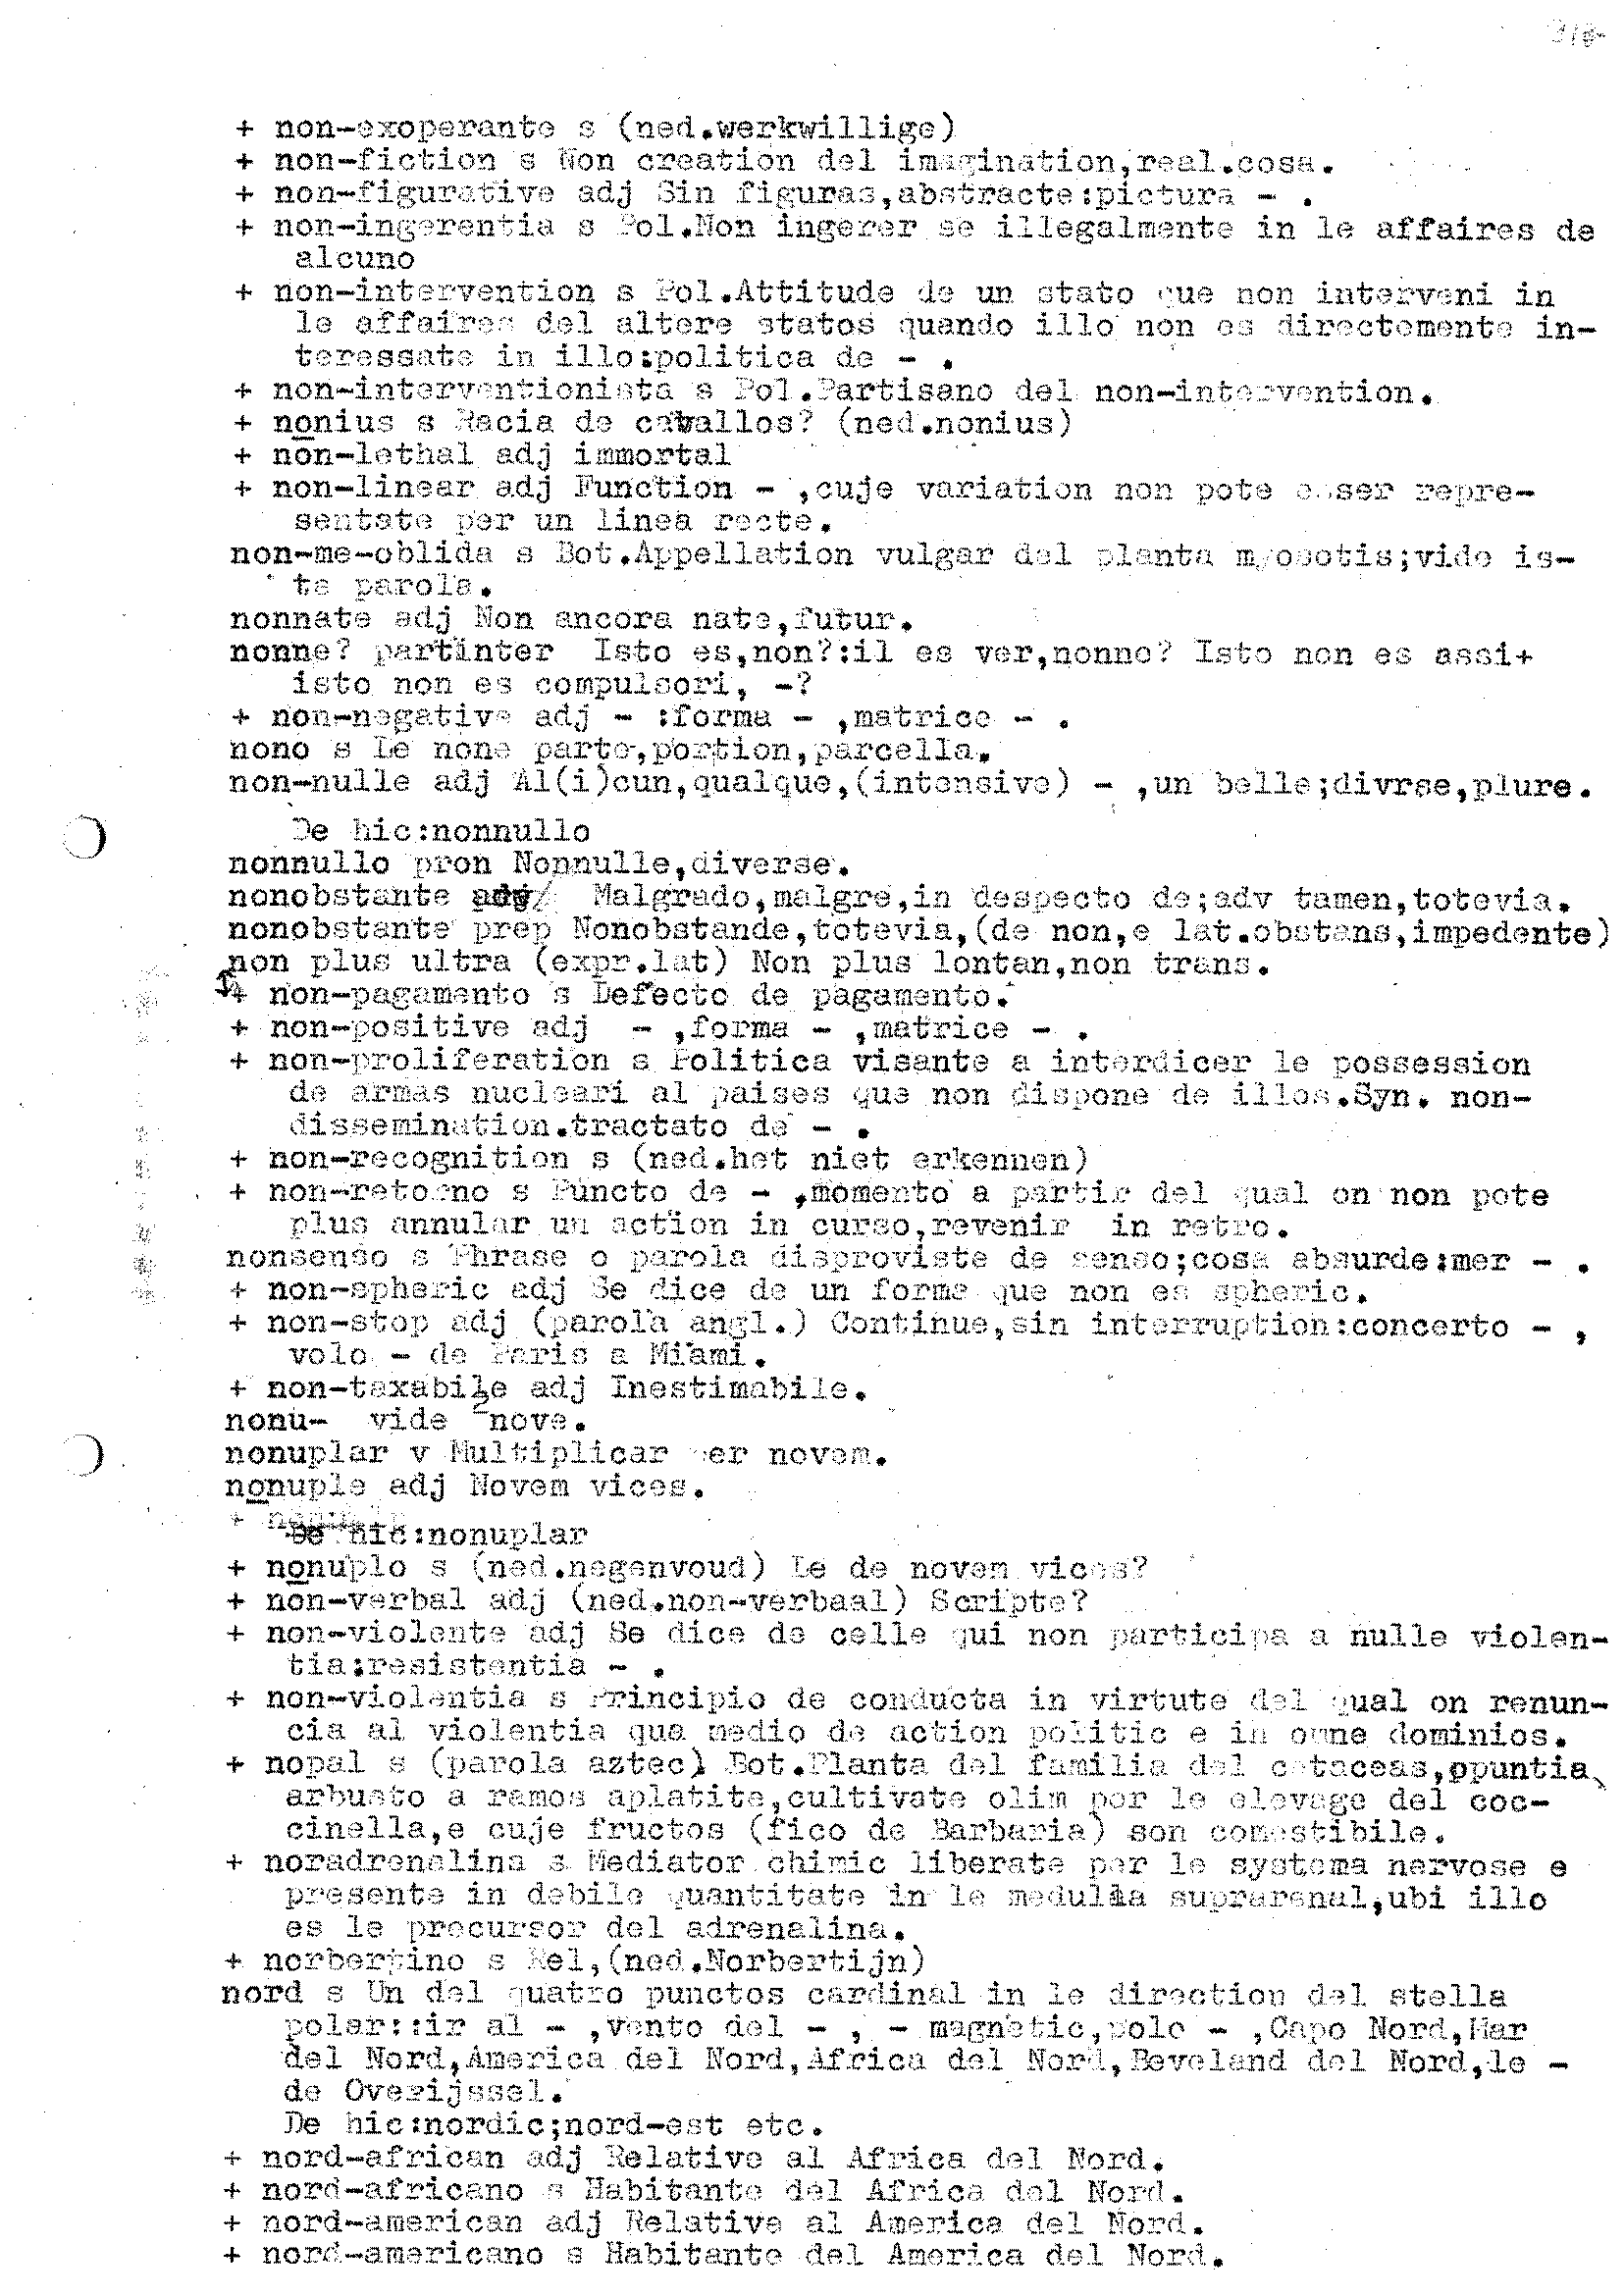 + non-exoperante s (ned.werkwillige)
+ non-fiction s Non creation del imagination,real.cosa.
+ non-figurative adj Sin figuras,abstracte:pictura - .
+ non-ingerentia s Pol.Non ingerer se illegalmente in le affaires de
alcuno
+ non-intervention s Pol.Attitude de un stato que non interveni in
le affaires del altere statos quando illo non es directemente in-
teressate in illo:politica de - .
+ non-interventionista s Pol.Partisano del non-intervention.
+ nonius s Racia de caballos? (ned.nonius)
+ non-lethal adj immortal
+ non-linear adj Function - ,cuje variation non pote esser repre-
sentate per un linea recte.
non-me-oblida s Bot.Appellation vulgar del planta myosotis;vide is-
te parola.
nonnate adj Non ancora nate,futur.
nonne? partinter Isto es,non?:il es ver,nonne? Isto non es assi+
isto non es compulsori, -?
+ non-negative adj - :forma - ,matrice - .
nono s Le none parte,portion,parcella.
non-nulle adj Al(i)cun,qualque,(intensive) - ,un belle;divrse,plure.
De hic:nonnullo
nonnullo pron Nonnulle,diverse.
nonobstante adv/ Malgrado,malgre,in despecto de;adv tamen,totevia.
nonobstante prep Nonobstande,totevia,(de non,e lat.obstans,impedente)
non plus ultra (expr.lat) Non plus lontan,non trans.
+ non-pagamento s Defecto de pagamento.
+ non-positive adj - ,forma - ,matrice - .
+ non-proliferation s Politica visante a interdicer le possession
de armas nucleari al paises que non dispone de illos.Syn. non-
dissemination.tractato de - .
+ non-recognition s (ned.het niet erkennen)
+ non-retorno s Puncto de - ,momento a partir del qual on non pote
plus annular un action in curso,revenir in retro.
nonsenso s Phrase o parola disproviste de senso;cosa absurde:mer - .
+ non-spheric adj Se dice de un forma que non es spheric.
+ non-stop adj (parola angl.) Continue,sin interruption:concerto - ,
volo - de Paris a Miami.
+ non-taxabile adj Inestimabile.
nonu- vide nove.
nonuplar v Multiplicar per novem.
nonuple adj Novem vices.
De hic:nonuplar
+ nonuplo s (ned.negenvoud) Le de novem vices?
+ non-verbal adj (ned.non-verbaal) Scripte?
+ non-violente adj Se dice de celle qui non participa a nulle violen-
tia:resistentia - .
+ non-violentia s Principio de conducta in virtute del qual on renun-
cia al violentia qua medio de action politic e in omne dominios.
+ nopal s (parola aztec) Bot.Planta del familia del cataceas,ppuntia,
arbusto a ramos aplatite,cultivate olim por le elevage del coc-
cinella,e cuje fructos (fico de Barbaria) son comestibile.
+ noradrenalina s Mediator chimic liberate per le systema nervose e
presente in debile quantitate in le medulla suprarenal,ubi illo
es le precursor del adrenalina.
+ norbertino s Rel,(ned.Norbertijn)
nord s Un del quatro punctos cardinal in le direction del stella
polar::ir al - ,vento del - , - magnetic,polo - ,Capo Nord,Mar
del Nord,America del Nord,Africa del Nord,Beveland del Nord,le -
de Overijssel.
De hic:nordic;nord-est etc.
+ nord-african adj Relative al Africa del Nord.
+ nord-africano s Habitante del Africa del Nord.
+ nord-american adj Relative al America del Nord.
+ nord-americano s Habitante del America del Nord.